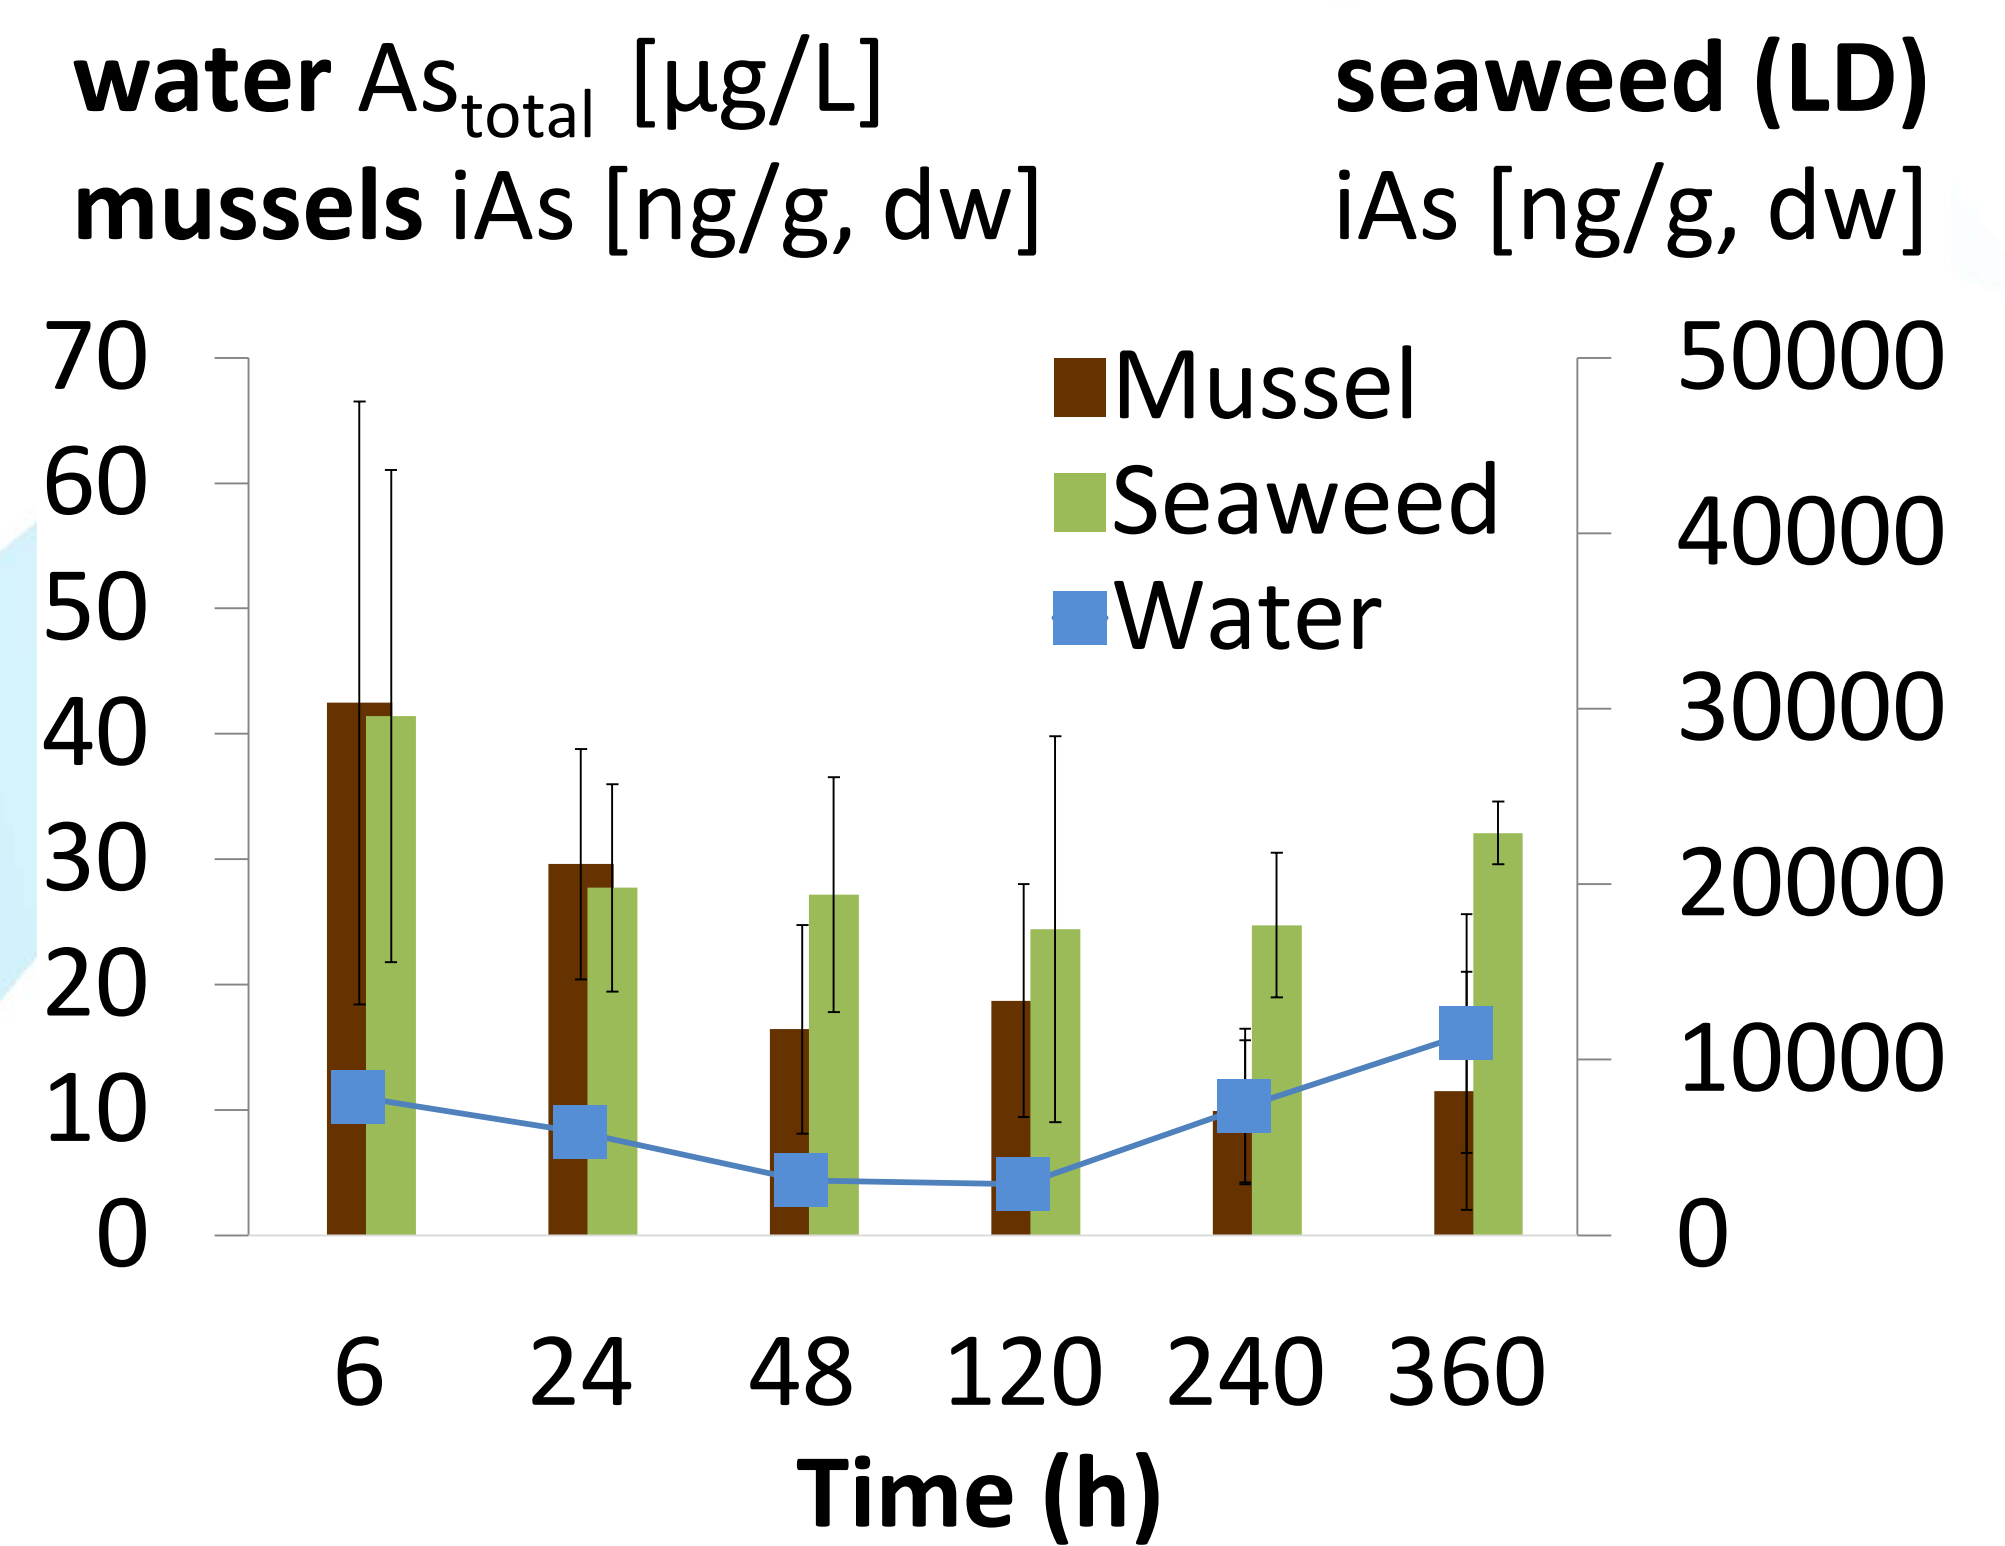 water Astotal [µg/L]
mussels iAs [ng/g, dw]
seaweed (LD)
iAs [ng/g, dw]
70
60
50
40
30
20
10
0
Mussel
Seaweed
Water
50000
40000
30000
20000
10000
0
6 24 48 120 240 360
Time (h)